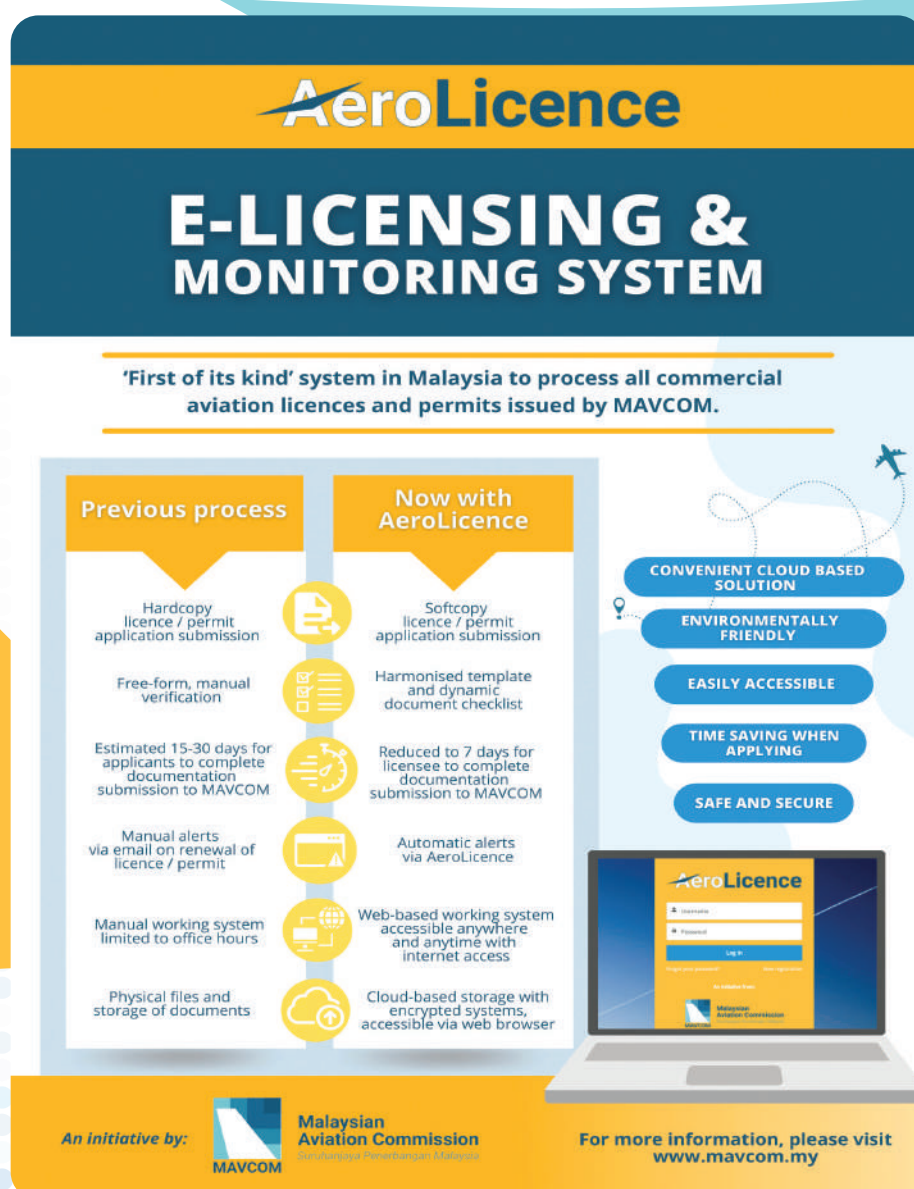 AeroLicence
E-LICENSING &
MONITORING SYSTEM
‘First of its kind’ system in Malaysia to process all commercial
aviation licences and permits issued by MAVCOM.
Previous process
Now with
AeroLicence
Hardcopy
licence / permit
application submission
Softcopy
licence / permit
application submission
Free-form, manual
verification
Harmonised template
and dynamic
document checklist
Estimated 15-30 days for
applicants to complete
documentation
submission to MAVCOM
Reduced to 7 days for
licensee to complete
documentation
submission to MAVCOM
Manual alerts
via email on renewal of
licence / permit
Automatic alerts
via AeroLicence
Manual working system
limited to office hours
Web-based working system
accessible anywhere
and anytime with
internet access
Physical files and
storage of documents
Cloud-based storage with
encrypted systems,
accessible via web browser
CONVENIENT CLOUD BASED
SOLUTION
ENVIRONMENTALLY
FRIENDLY
EASILY ACCESSIBLE
TIME SAVING WHEN
APPLYING
SAFE AND SECURE
AeroLicence
Username
Password
Log in
An initiative from:
Malaysian
Aviation Commission
MAVCOM
An initiative by:
MAVCOM
Malaysian
Aviation Commission
Suruhanjaya Penerbangan Malaysia
For more information, please visit
www.mavcom.my